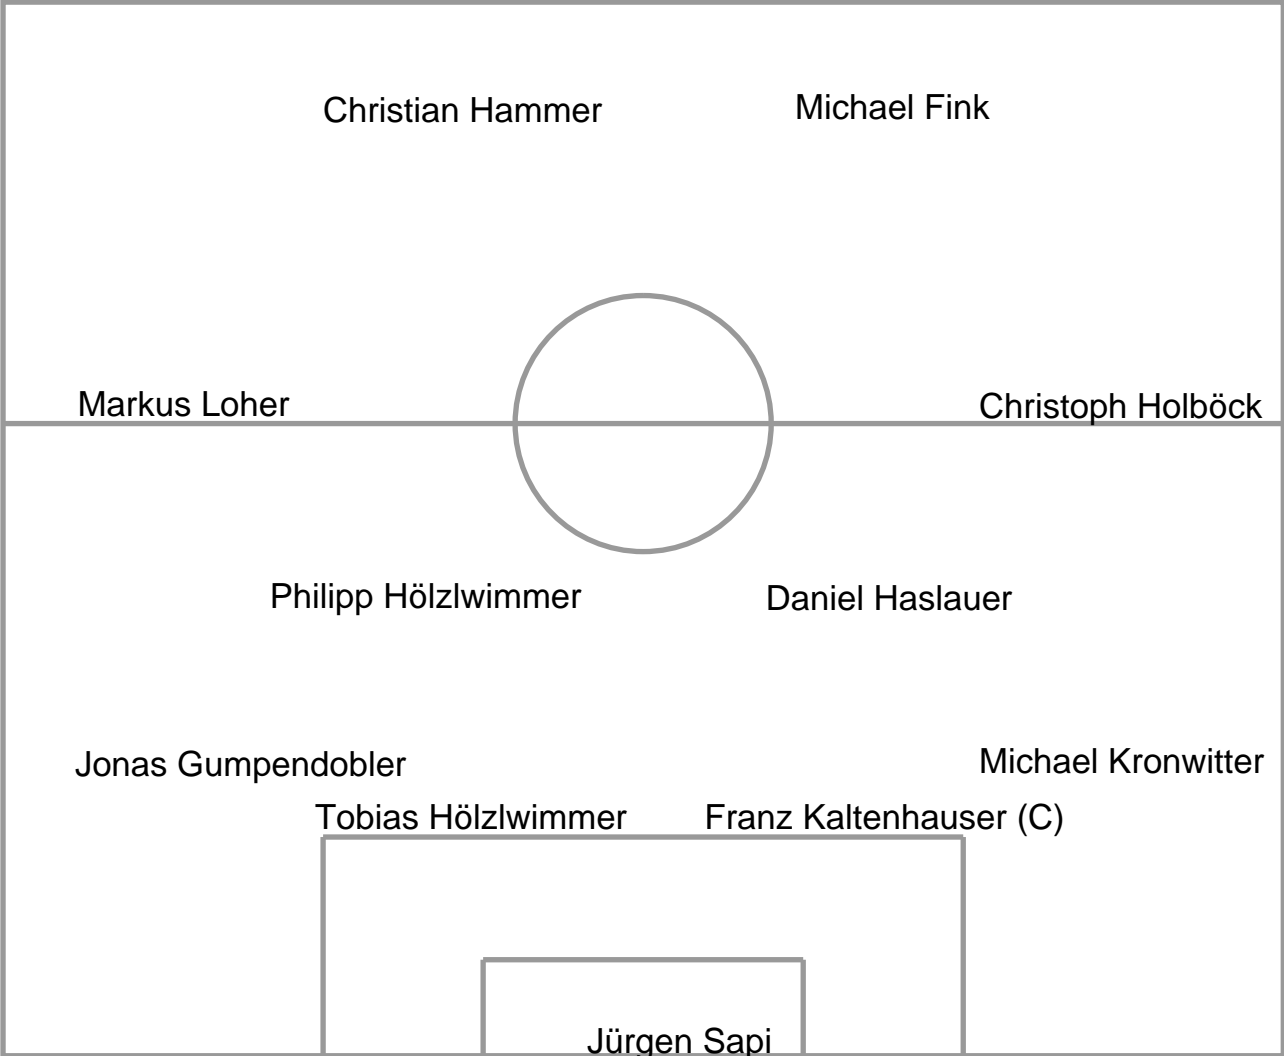 Christian Hammer
Michael Fink
Markus Loher
Christoph Holböck
Philipp Hölzlwimmer
Daniel Haslauer
Jonas Gumpendobler
Michael Kronwitter
Tobias Hölzlwimmer
Franz Kaltenhauser (C)
Jürgen Sapi